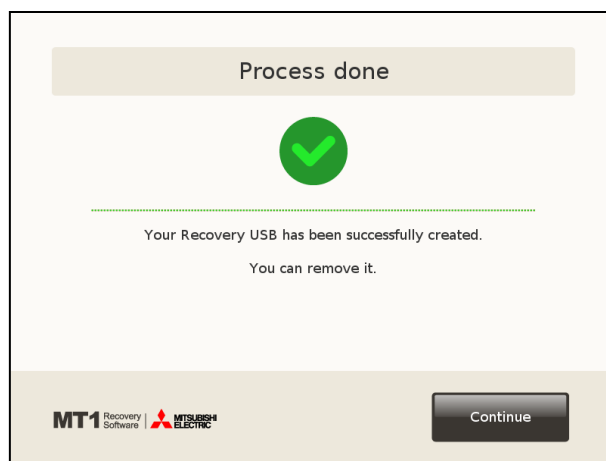 Process done
Your Recovery USB has been successfully created.
You can remove it.
MT1 Recovery Software | MITSUBISHI ELECTRIC
Continue